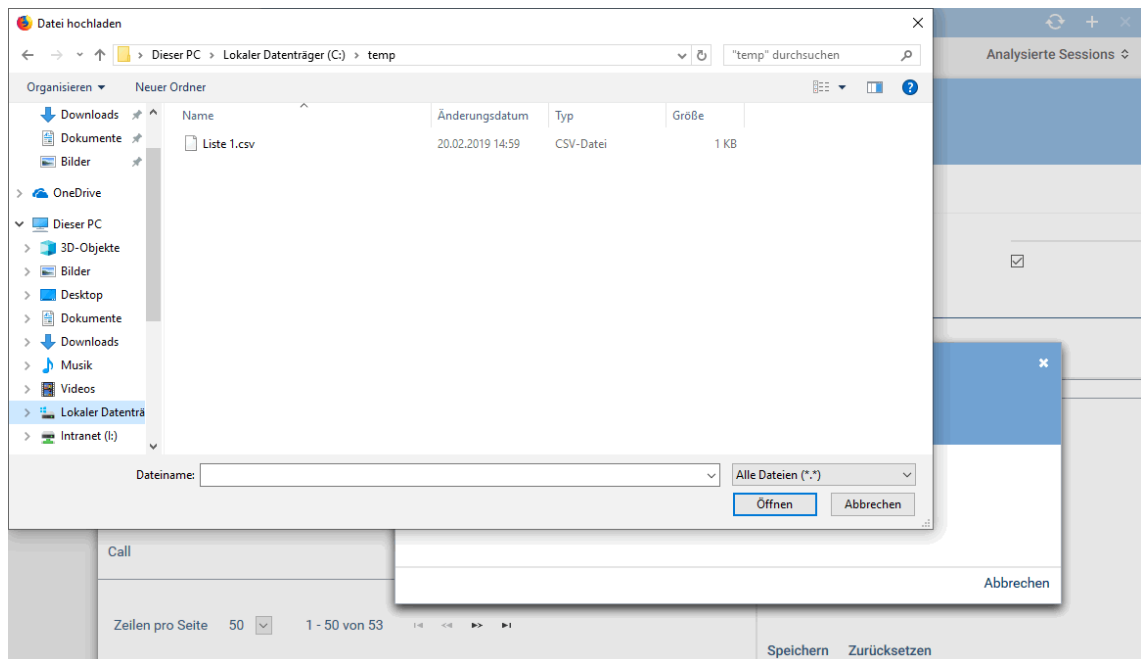 Datei hochladen
Dieser PC > Lokaler Datenträger (C:) > temp
"temp" durchsuchen
Analysierte Sessions
Organisieren
Neuer Ordner
Downloads
Dokumente
Bilder
OneDrive
Dieser PC
3D-Objekte
Bilder
Desktop
Dokumente
Downloads
Musik
Videos
Lokaler Datenträ
Intranet (I:)
Name Änderungsdatum Typ Größe
Liste 1.csv 20.02.2019 14:59 CSV-Datei 1 KB
Dateiname:
Alle Dateien (*.*)
Öffnen Abbrechen
Call
Abbrechen
Zeilen pro Seite 50 1 - 50 von 53
Speichern Zurücksetzen